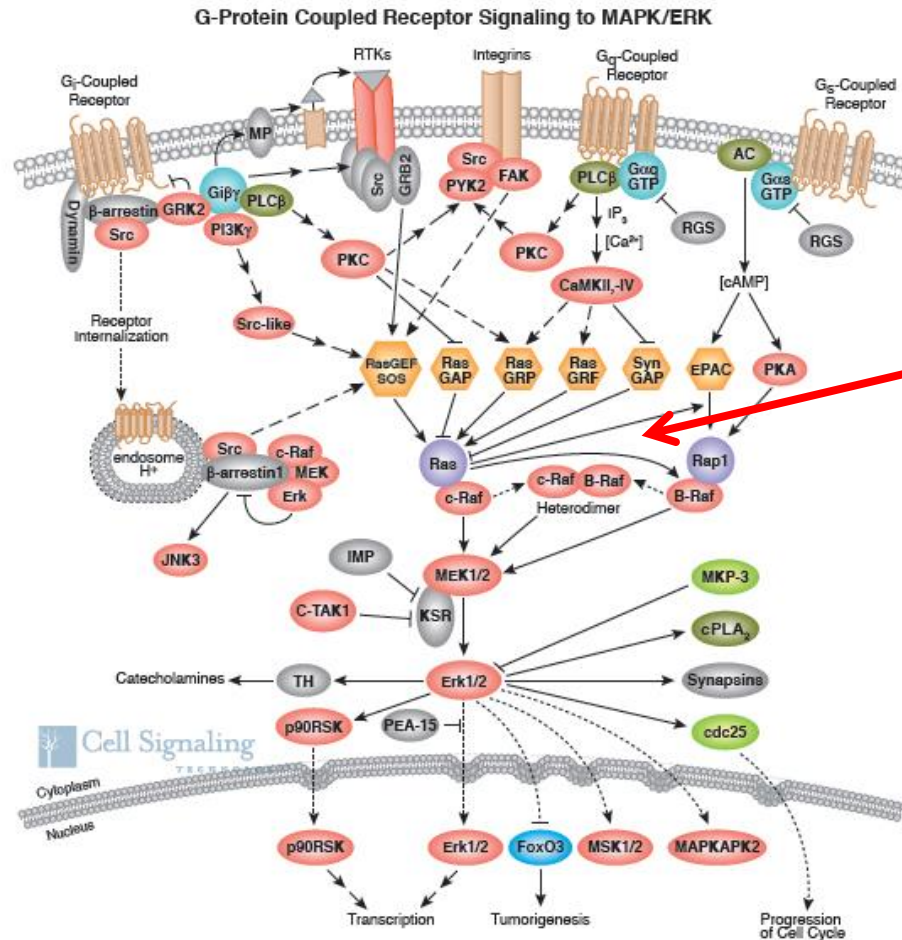 G-Protein Coupled Receptor Signaling to MAPK/ERK
RTKs
Integrins
Gq-Coupled
Receptor
Gi-Coupled
Receptor
Gs-Coupled
Receptor
MP
Src
GRB2
Src
PYK2
FAK
PLCβ
Gαq
GTP
AC
Gαs
GTP
Dynamin
β-arrestin
Src
GRK2
Giβγ
PLCβ
PI3Kγ
IP3
[Ca2+]
RGS
RGS
PKC
PKC
CaMKII,-IV
[cAMP]
Receptor
Internalization
Src-like
RasGEF
SOS
Ras
GAP
Ras
GRP
Ras
GRF
Syn
GAP
EPAC
PKA
endosome
H+
Src
β-arrestin1
c-Raf
MEK
Erk
Ras
c-Raf
c-Raf
B-Raf
Heterodimer
Rap1
B-Raf
JNK3
IMP
MEK1/2
KSR
C-TAK1
MKP-3
cPLA2
Catecholamines
TH
Erk1/2
Synapsins
p90RSK
PEA-15
cdc25
Cell Signaling
TECHNOLOGY
Cytoplasm
Nucleus
p90RSK
Erk1/2
FoxO3
MSK1/2
MAPKAPK2
Transcription
Tumorigenesis
Progression
of Cell Cycle